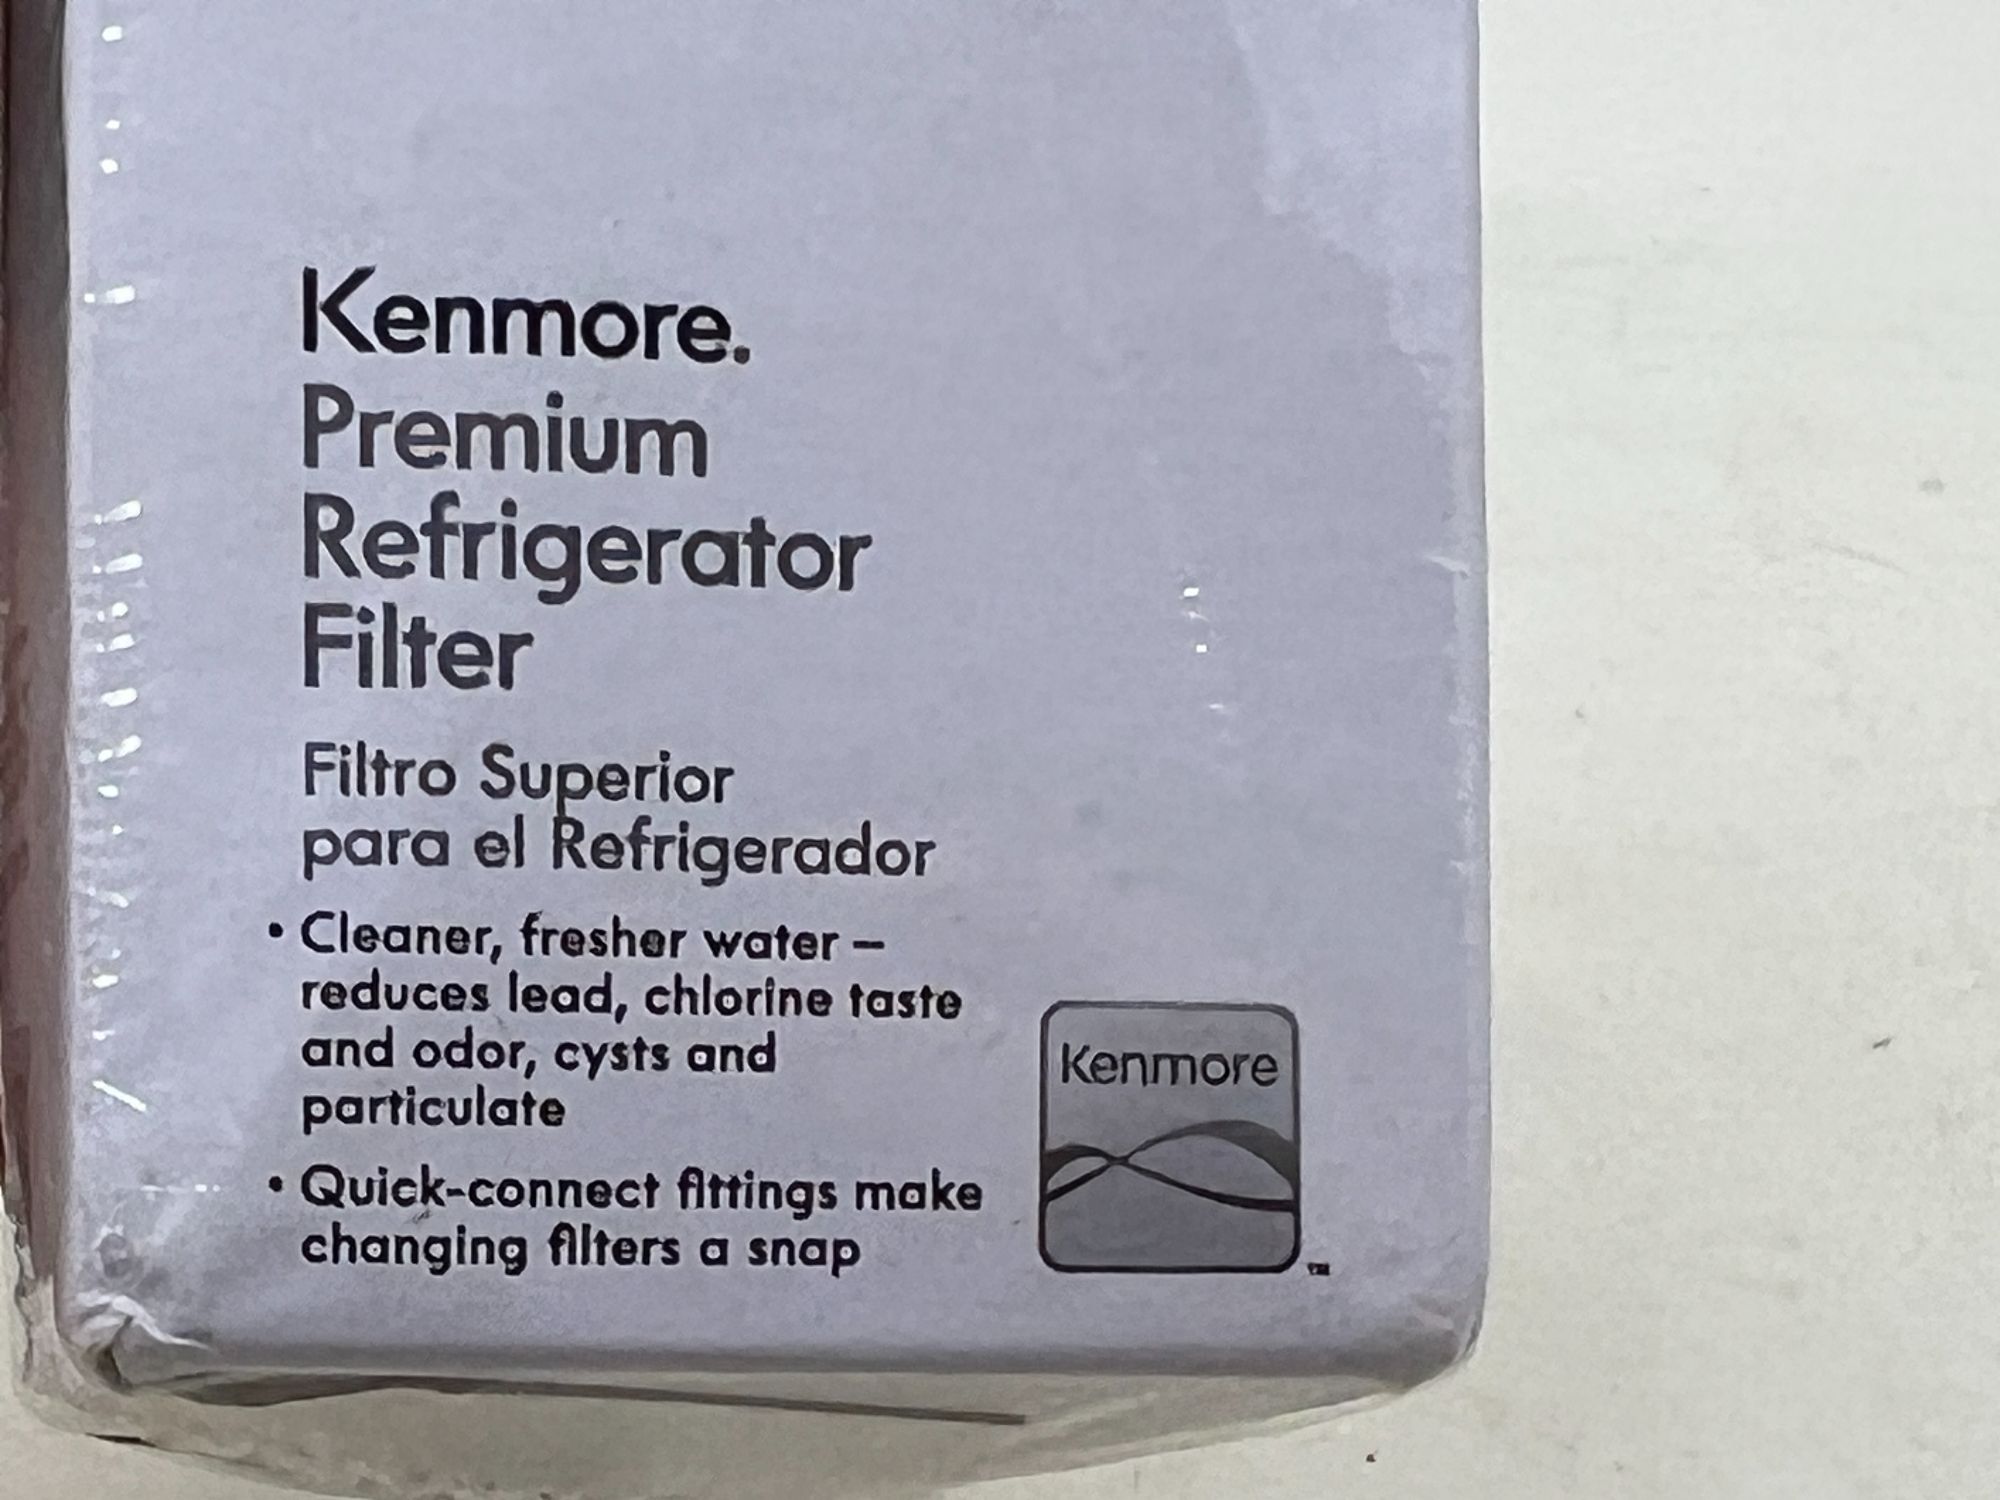 Kenmore.
Premium
Refrigerator
Filter
Filtro Superior
para el Refrigerador
• Cleaner, fresher water –
reduces lead, chlorine taste
and odor, cysts and
particulate
• Quick-connect fittings make
changing filters a snap
Kenmore
™